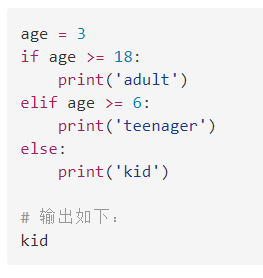 age = 3
if age >= 18:
    print('adult')
elif age >= 6:
    print('teenager')
else:
    print('kid')

# 输出如下：
kid